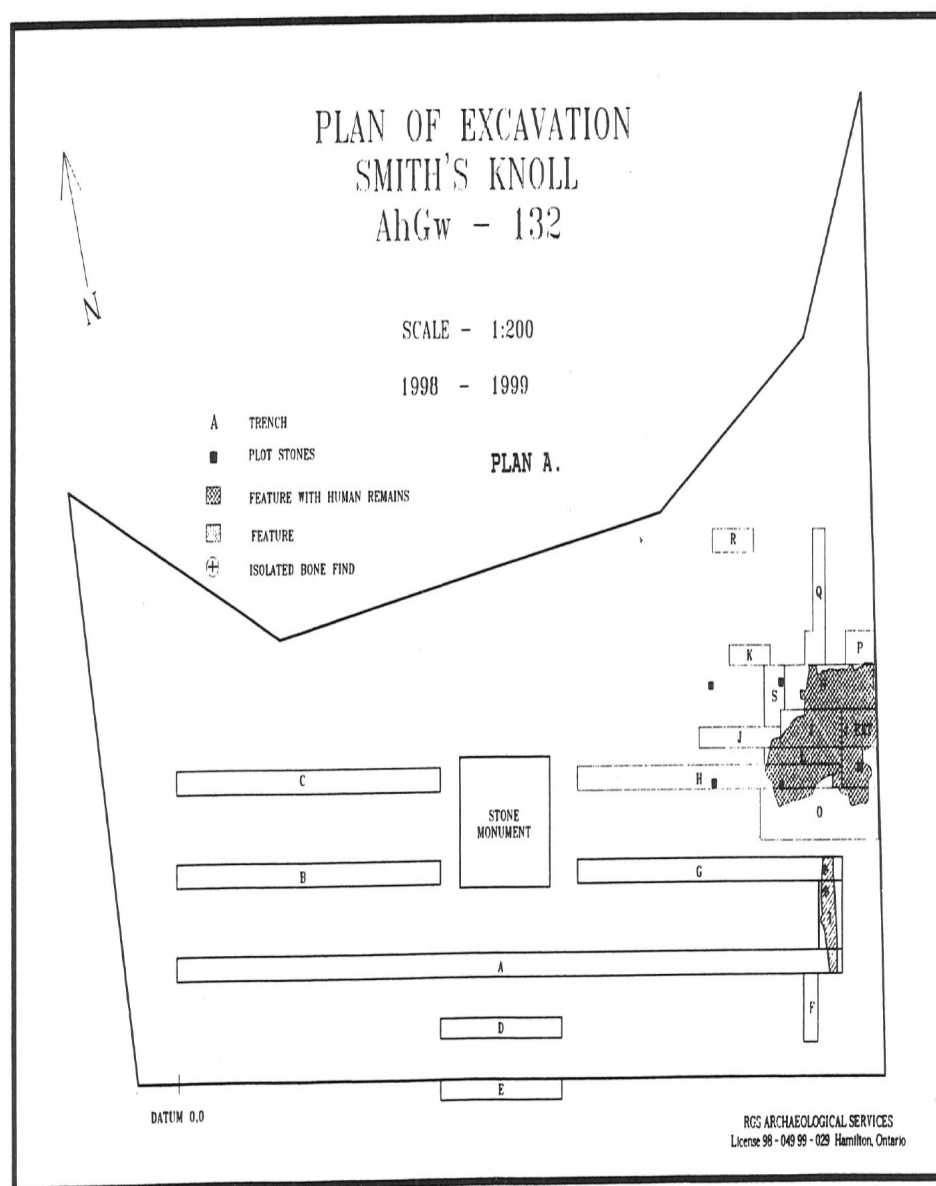 PLAN OF EXCAVATION
SMITH'S KNOLL
AhGw - 132
N
SCALE - 1:200
1998 - 1999
A TRENCH
PLOT STONES
PLAN A.
FEATURE WITH HUMAN REMAINS
FEATURE
ISOLATED BONE FIND
R
Q
P
K
S
J
EXT
C
H
STONE
MONUMENT
O
B
G
A
F
D
E
DATUM 0,0
RGS ARCHAEOLOGICAL SERVICES
License 98 - 049 99 - 029 Hamilton, Ontario